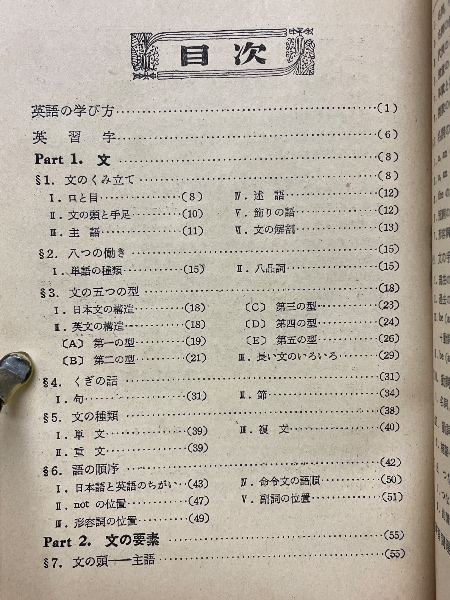 目次
英語の学び方……(1)
英習字……(6)
Part 1. 文……(8)
§1. 文のくみ立て……(8)
Ⅰ. 口と目……(8) Ⅳ. 述語……(12)
Ⅱ. 文の頭と手足……(10) Ⅴ. 飾りの語……(12)
Ⅲ. 主語……(11) Ⅵ. 文の解剖……(13)
§2. 八つの働き……(15)
Ⅰ. 単語の種類……(15) Ⅱ. 八品詞……(15)
§3. 文の五つの型……(18)
Ⅰ. 日本文の構造……(18) 〔C〕 第三の型……(23)
Ⅱ. 英文の構造……(18) 〔D〕 第四の型……(24)
〔A〕 第一の型……(19) 〔E〕 第五の型……(26)
〔B〕 第二の型……(21) Ⅲ. 長い文のいろいろ……(29)
§4. くぎの話……(31)
Ⅰ. 句……(31) Ⅱ. 節……(34)
§5. 文の種類……(38)
Ⅰ. 単文……(39) Ⅲ. 複文……(40)
Ⅱ. 重文……(39)
§6. 語の順序……(42)
Ⅰ. 日本語と英語のちがい…(43) Ⅳ. 命令文の語順……(50)
Ⅱ. not の位置……(47) Ⅴ. 副詞の位置……(51)
Ⅲ. 形容詞の位置……(49)
Part 2. 文の要素……(55)
§7. 文の頭――主語……(55)